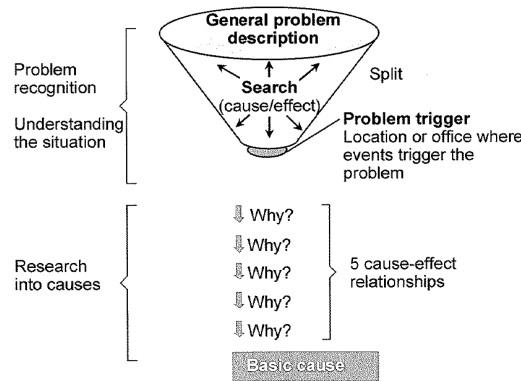 General problem
description
Problem
recognition
Understanding
the situation
Search
(cause/effect)
Split
Problem trigger
Location or office where
events trigger the
problem
Research
into causes
Why?
Why?
Why?
Why?
Why?
5 cause-effect
relationships
Basic cause